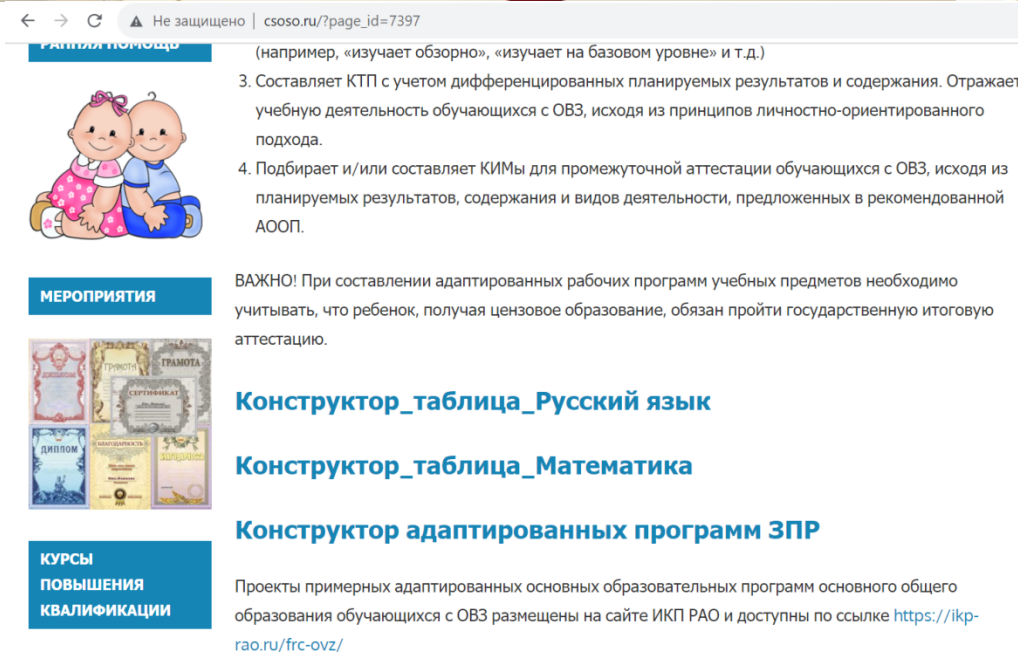 Не защищено | csoso.ru/?page_id=7397
РАННЯЯ ПОМОЩЬ
(например, «изучает обзорно», «изучает на базовом уровне» и т.д.)
3. Составляет КТП с учетом дифференцированных планируемых результатов и содержания. Отражает
учебную деятельность обучающихся с ОВЗ, исходя из принципов личностно-ориентированного
подхода.
4. Подбирает и/или составляет КИМы для промежуточной аттестации обучающихся с ОВЗ, исходя из
планируемых результатов, содержания и видов деятельности, предложенных в рекомендованной
АООП.
МЕРОПРИЯТИЯ
ДИПЛОМ
ГРАМОТА
ГРАМОТА
СЕРТИФИКАТ
ДИПЛОМ
БЛАГОДАРНОСТЬ
ВАЖНО! При составлении адаптированных рабочих программ учебных предметов необходимо
учитывать, что ребенок, получая цензовое образование, обязан пройти государственную итоговую
аттестацию.
Конструктор_таблица_Русский язык
Конструктор_таблица_Математика
Конструктор адаптированных программ ЗПР
КУРСЫ
ПОВЫШЕНИЯ
КВАЛИФИКАЦИИ
Проекты примерных адаптированных основных образовательных программ основного общего
образования обучающихся с ОВЗ размещены на сайте ИКП РАО и доступны по ссылке https://ikp-
rao.ru/frc-ovz/